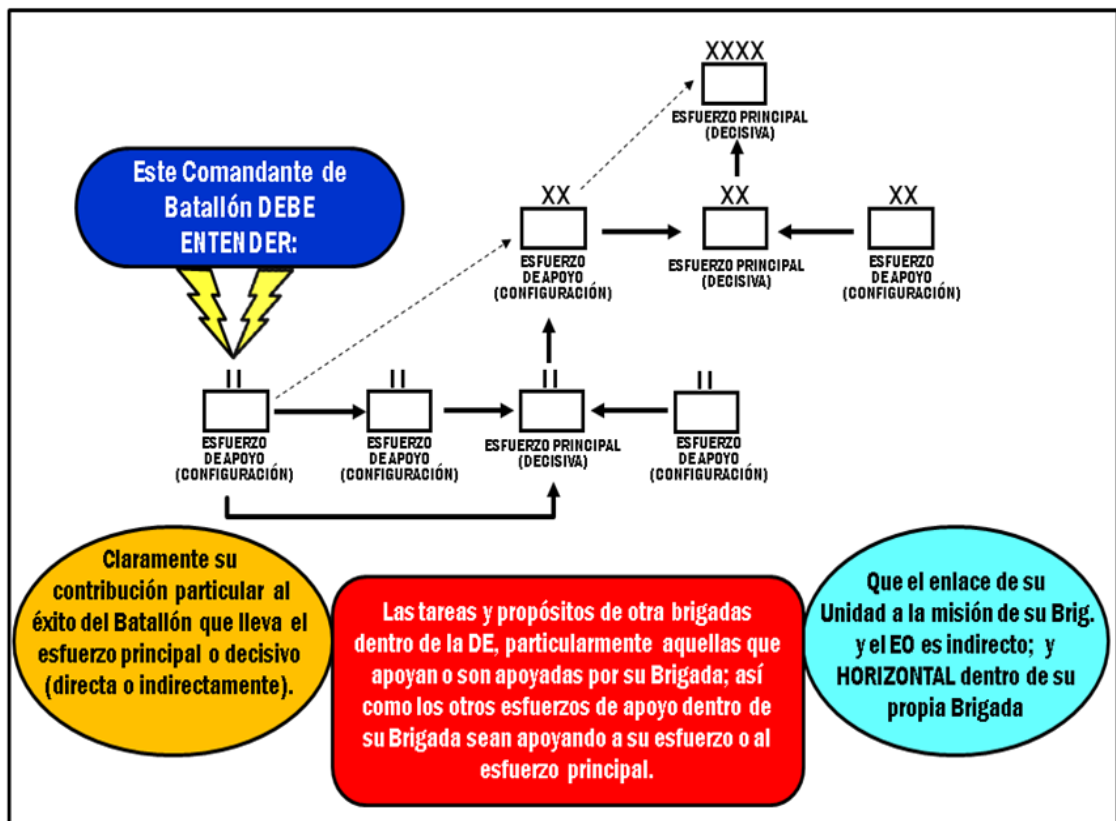 XXXX
ESFUERZO PRINCIPAL
(DECISIVA)
Este Comandante de
Batallón DEBE
ENTENDER:
XX
ESFUERZO
DE APOYO
(CONFIGURACIÓN)
XX
ESFUERZO PRINCIPAL
(DECISIVA)
XX
ESFUERZO
DE APOYO
(CONFIGURACIÓN)
II
ESFUERZO
DE APOYO
(CONFIGURACIÓN)
II
ESFUERZO
DE APOYO
(CONFIGURACIÓN)
II
ESFUERZO PRINCIPAL
(DECISIVA)
II
ESFUERZO
DE APOYO
(CONFIGURACIÓN)
Claramente su
contribución particular al
éxito del Batallón que lleva el
esfuerzo principal o decisivo
(directa o indirectamente).
Las tareas y propósitos de otra brigadas
dentro de la DE, particularmente aquellas que
apoyan o son apoyadas por su Brigada; así
como los otros esfuerzos de apoyo dentro de
su Brigada sean apoyando a su esfuerzo o al
esfuerzo principal.
Que el enlace de su
Unidad a la misión de su Brig.
y el EO es indirecto; y
HORIZONTAL dentro de su
propia Brigada